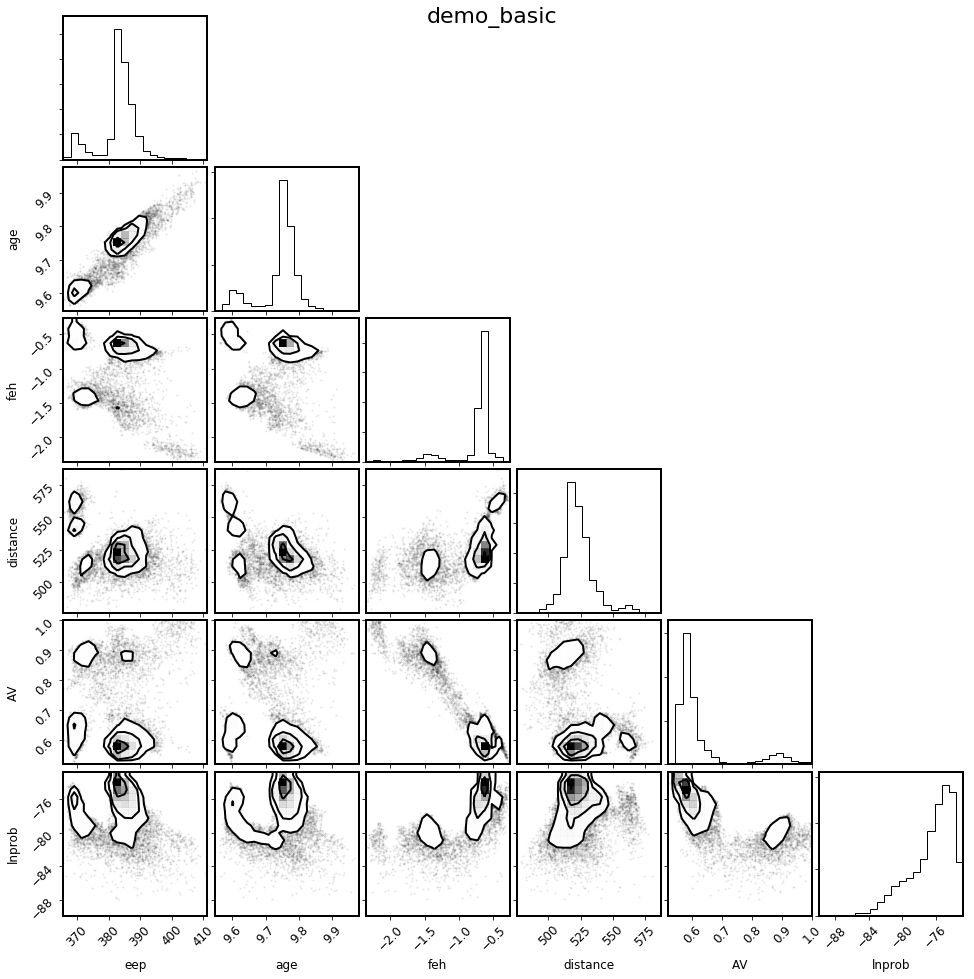 demo_basic
age
9.9
9.8
9.7
9.6
feh
−0.5
−1.0
−1.5
−2.0
distance
575
550
525
500
AV
1.0
0.9
0.8
0.7
0.6
lnprob
−76
−80
−84
−88
370 380 390 400 410 9.6 9.7 9.8 9.9 −2.0 −1.5 −1.0 −0.5 500 525 550 575 0.6 0.7 0.8 0.9 1.0 −88 −84 −80 −76
eep age feh distance AV lnprob